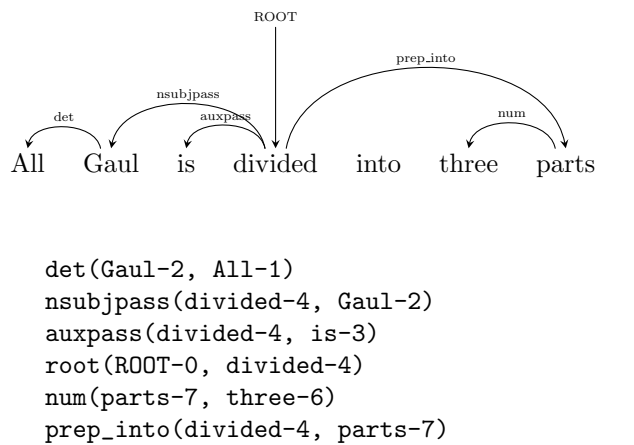 ROOT
prep_into
nsubjpass
det auxpass num
All Gaul is divided into three parts
det(Gaul-2, All-1)
nsubjpass(divided-4, Gaul-2)
auxpass(divided-4, is-3)
root(ROOT-0, divided-4)
num(parts-7, three-6)
prep_into(divided-4, parts-7)